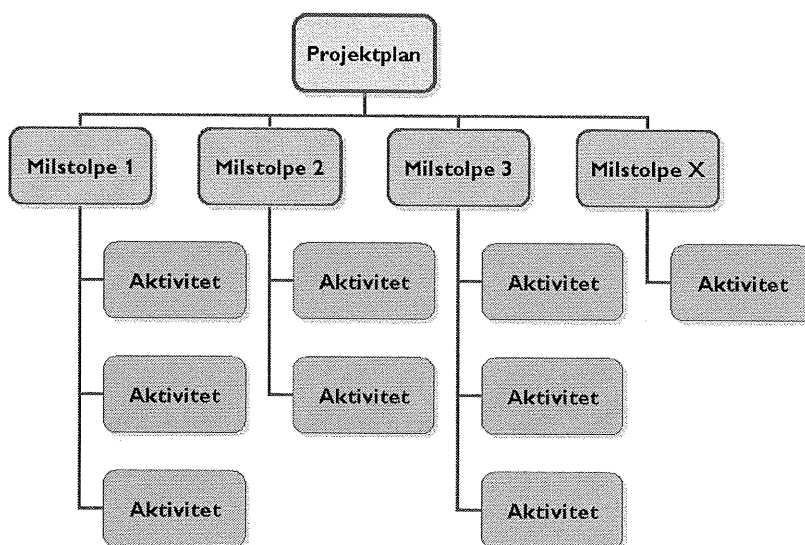 Projektplan
Milstolpe 1
Milstolpe 2
Milstolpe 3
Milstolpe X
Aktivitet
Aktivitet
Aktivitet
Aktivitet
Aktivitet
Aktivitet
Aktivitet
Aktivitet
Aktivitet